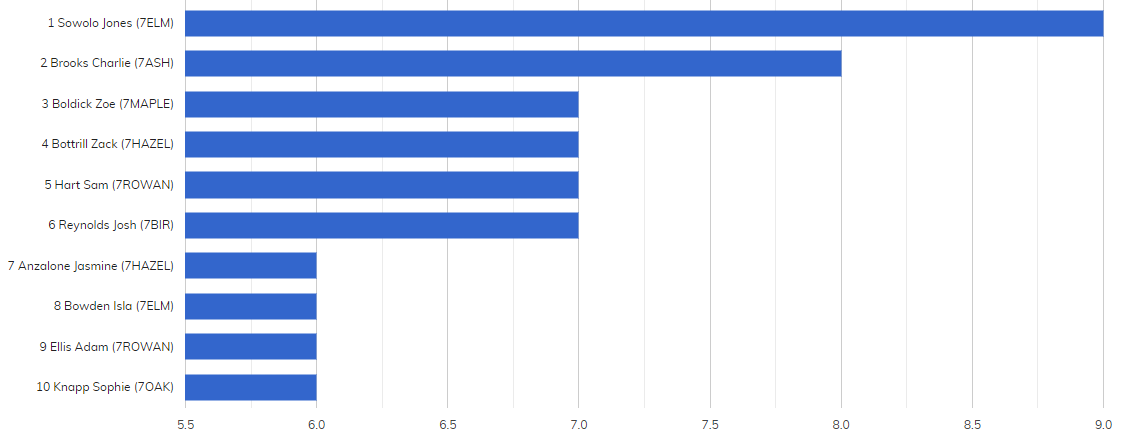 1 Sowolo Jones (7ELM)
2 Brooks Charlie (7ASH)
3 Boldick Zoe (7MAPLE)
4 Bottrill Zack (7HAZEL)
5 Hart Sam (7ROWAN)
6 Reynolds Josh (7BIR)
7 Anzalone Jasmine (7HAZEL)
8 Bowden Isla (7ELM)
9 Ellis Adam (7ROWAN)
10 Knapp Sophie (7OAK)
5.5 6.0 6.5 7.0 7.5 8.0 8.5 9.0